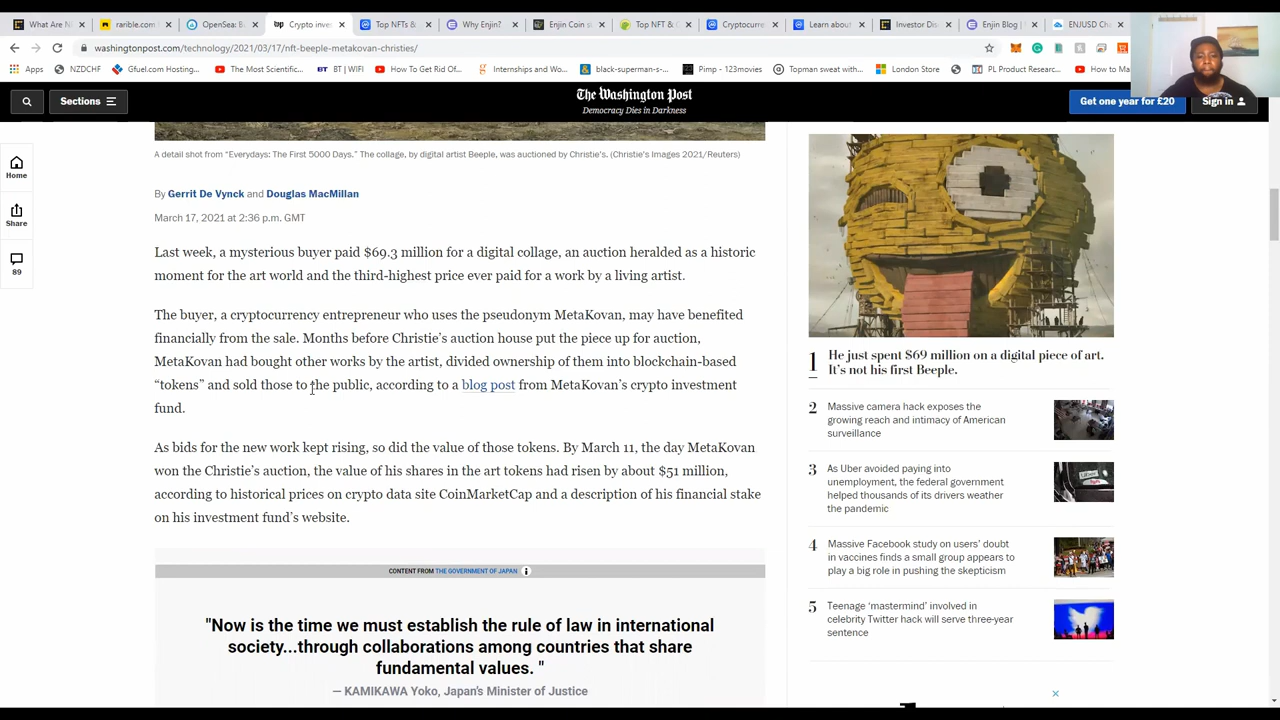 What Are NF
rarible.com
OpenSea: B
Crypto inve
Top NFTs &
Why Enjin?
Enjin Coin
Top NFT &
Cryptocurre
Learn about
Investor Dis
Enjin Blog |
ENJUSD Cha
washingtonpost.com/technology/2021/03/17/nft-beeple-metakovan-christies/
Apps
NZDCHF
Gfuel.com Hosting...
The Most Scientific...
BT | WIFI
How To Get Rid Of...
Internships and Wo...
black-superman-s-...
Pimp - 123movies
Topman sweat with...
London Store
PL Product Researc...
How to Ma
Sections
The Washington Post
Democracy Dies in Darkness
Get one year for £20
Sign in
Home
Share
89
A detail shot from “Everydays: The First 5000 Days.” The collage, by digital artist Beeple, was auctioned by Christie's. (Christie's Images 2021/Reuters)
By Gerrit De Vynck and Douglas MacMillan
March 17, 2021 at 2:36 p.m. GMT
Last week, a mysterious buyer paid $69.3 million for a digital collage, an auction heralded as a historic
moment for the art world and the third-highest price ever paid for a work by a living artist.
The buyer, a cryptocurrency entrepreneur who uses the pseudonym MetaKovan, may have benefited
financially from the sale. Months before Christie’s auction house put the piece up for auction,
MetaKovan had bought other works by the artist, divided ownership of them into blockchain-based
“tokens” and sold those to the public, according to a blog post from MetaKovan’s crypto investment
fund.
As bids for the new work kept rising, so did the value of those tokens. By March 11, the day MetaKovan
won the Christie’s auction, the value of his shares in the art tokens had risen by about $51 million,
according to historical prices on crypto data site CoinMarketCap and a description of his financial stake
on his investment fund’s website.
CONTENT FROM THE GOVERNMENT OF JAPAN
"Now is the time we must establish the rule of law in international
society...through collaborations among countries that share
fundamental values. "
— KAMIKAWA Yoko, Japan's Minister of Justice
1
He just spent $69 million on a digital piece of art.
It’s not his first Beeple.
2
Massive camera hack exposes the
growing reach and intimacy of American
surveillance
3
As Uber avoided paying into
unemployment, the federal government
helped thousands of its drivers weather
the pandemic
4
Massive Facebook study on users’ doubt
in vaccines finds a small group appears to
play a big role in pushing the skepticism
5
Teenage ‘mastermind’ involved in
celebrity Twitter hack will serve three-year
sentence